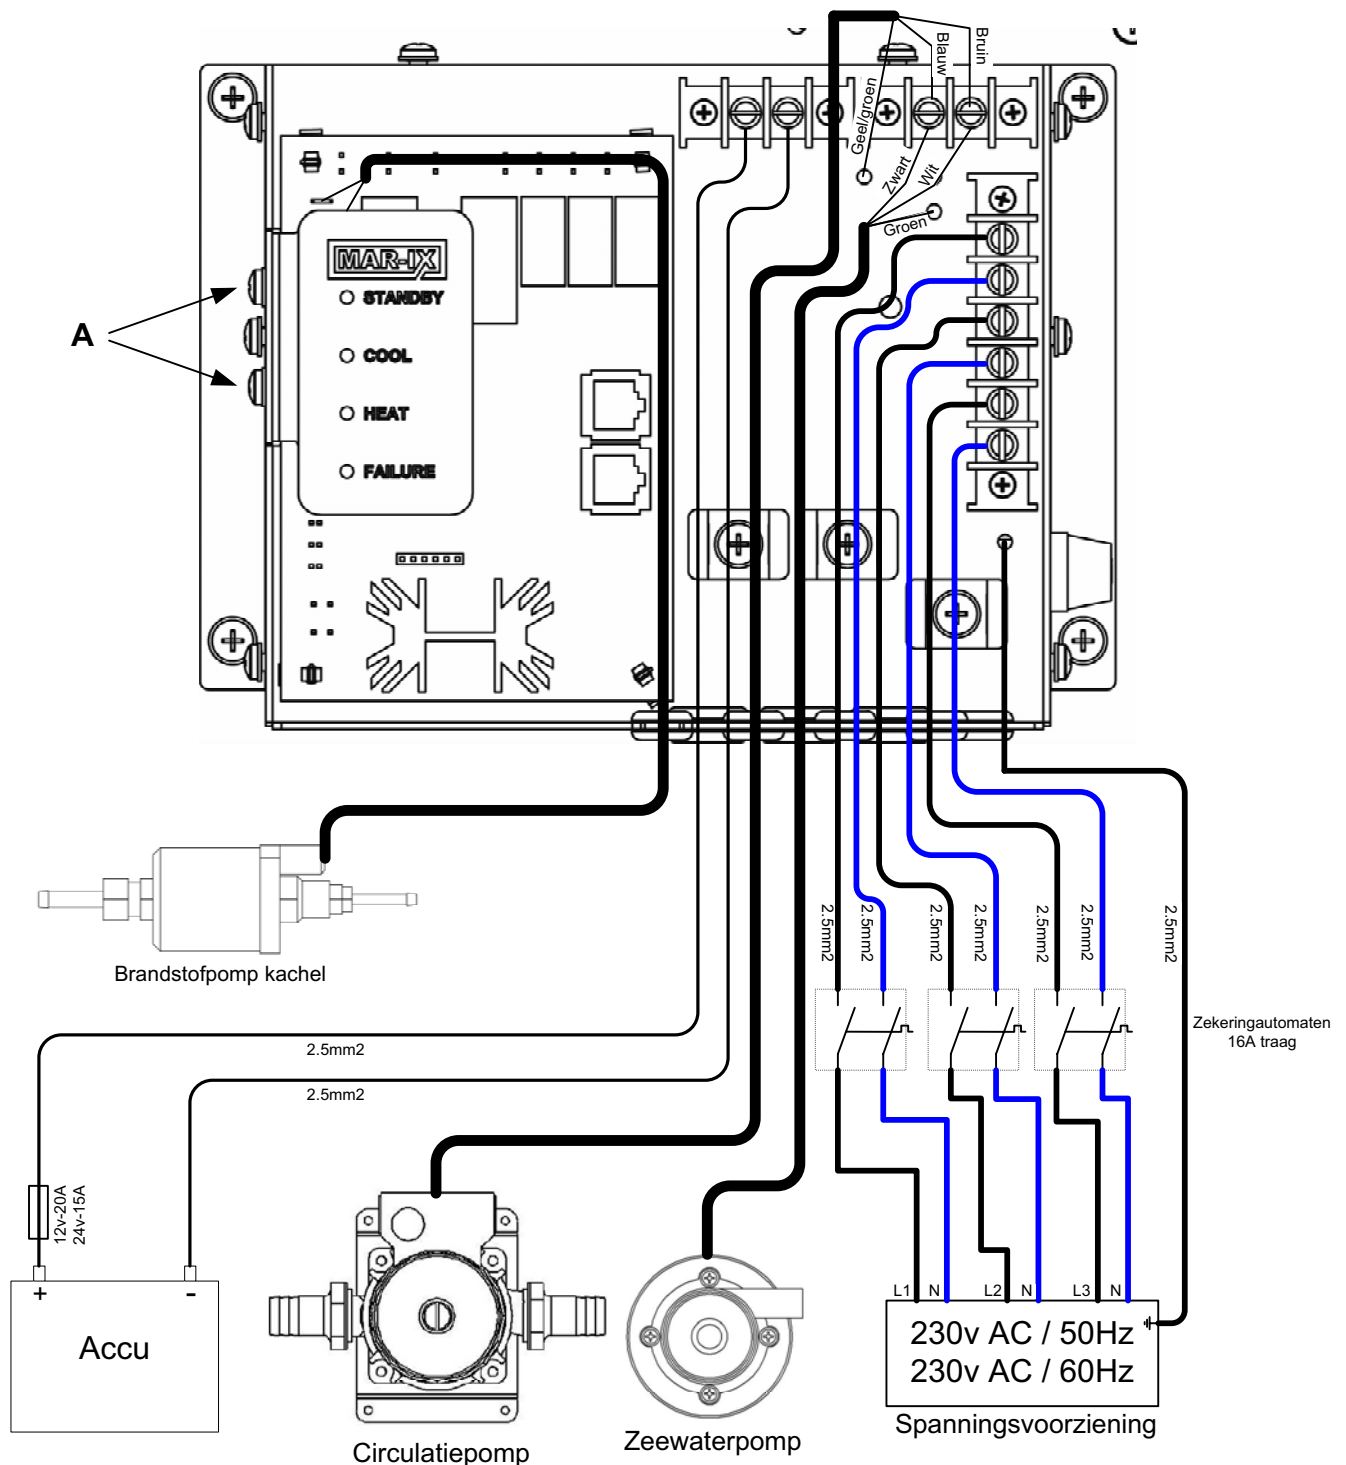 Bruin
Blauw
Geel/groen
Zwart
Wit
Groen
MAR-IX
STANDBY
COOL
HEAT
FAILURE
A
Brandstofpomp kachel
2.5mm2
2.5mm2
2.5mm2
2.5mm2
2.5mm2
2.5mm2
2.5mm2
Zekeringautomaten
16A traag
2.5mm2
2.5mm2
12v-20A
24v-15A
+
-
Accu
L1 N L2 N L3 N
230v AC / 50Hz
230v AC / 60Hz
Spanningsvoorziening
Zeewaterpomp
Circulatiepomp